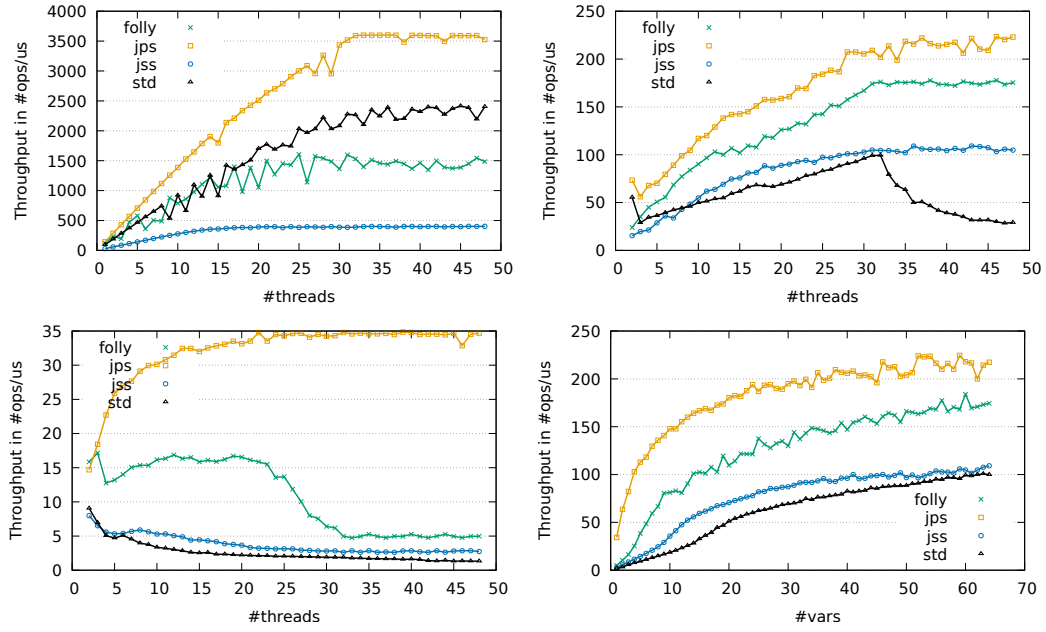 4000
3500
3000
2500
2000
1500
1000
500
0
0 5 10 15 20 25 30 35 40 45 50
Throughput in #ops/us
#threads
folly
jps
jss
std
250
200
150
100
50
0
0 5 10 15 20 25 30 35 40 45 50
Throughput in #ops/us
#threads
folly
jps
jss
std
35
30
25
20
15
10
5
0
0 5 10 15 20 25 30 35 40 45 50
Throughput in #ops/us
#threads
folly
jps
jss
std
250
200
150
100
50
0
0 10 20 30 40 50 60 70
Throughput in #ops/us
#vars
folly
jps
jss
std